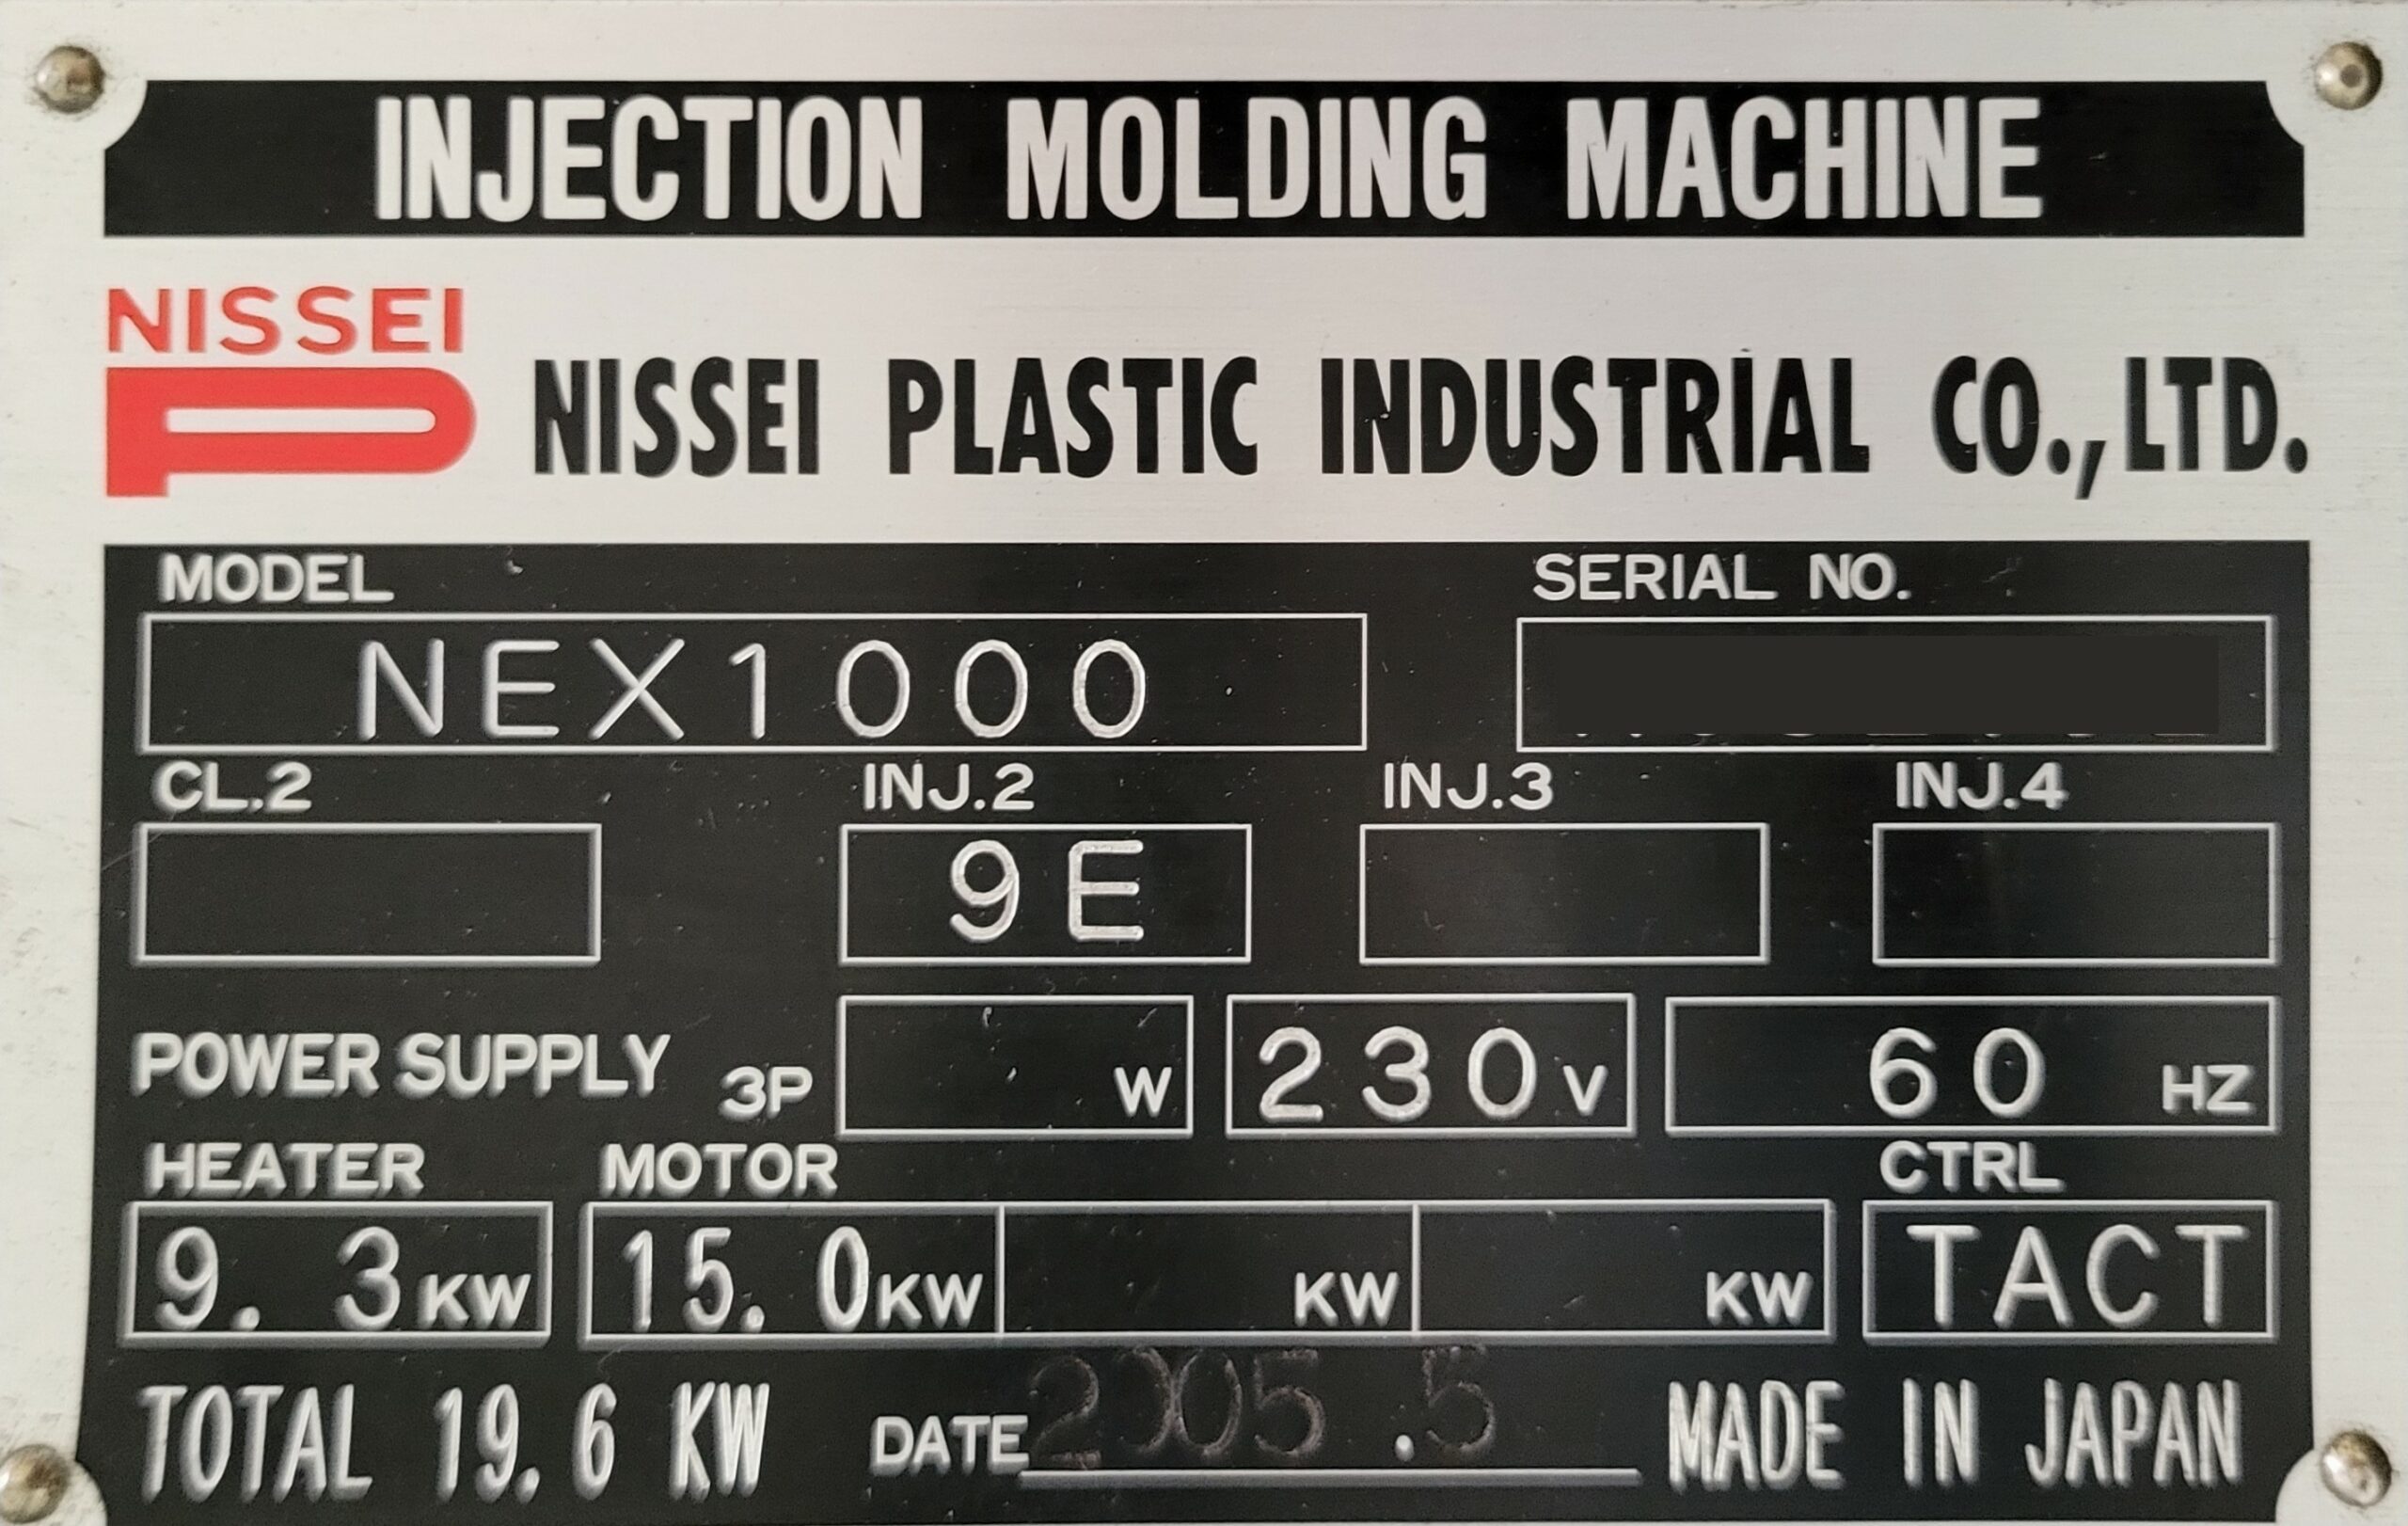 INJECTION MOLDING MACHINE
NISSEI
NISSEI PLASTIC INDUSTRIAL CO.,LTD.
MODEL SERIAL NO.
NEX1000
CL.2 INJ.2 INJ.3 INJ.4
9E
POWER SUPPLY 3P W 230V 60 HZ
HEATER MOTOR CTRL
9.3KW 15.0KW KW KW TACT
TOTAL 19.6 KW DATE 2005.5 MADE IN JAPAN